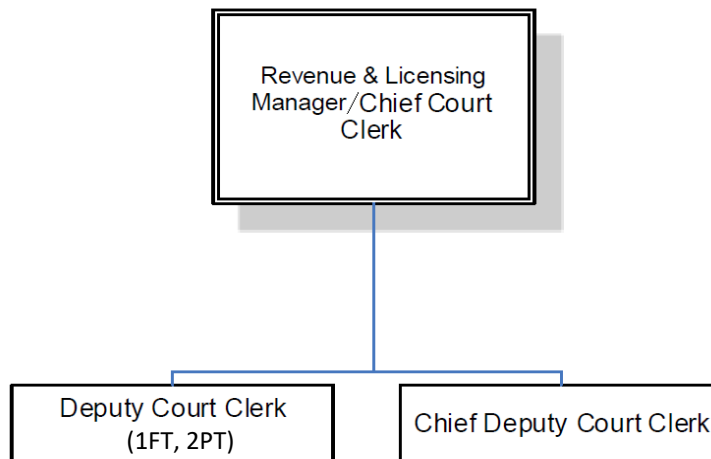 Revenue & Licensing
Manager/Chief Court
Clerk
Deputy Court Clerk
(1FT, 2PT)
Chief Deputy Court Clerk